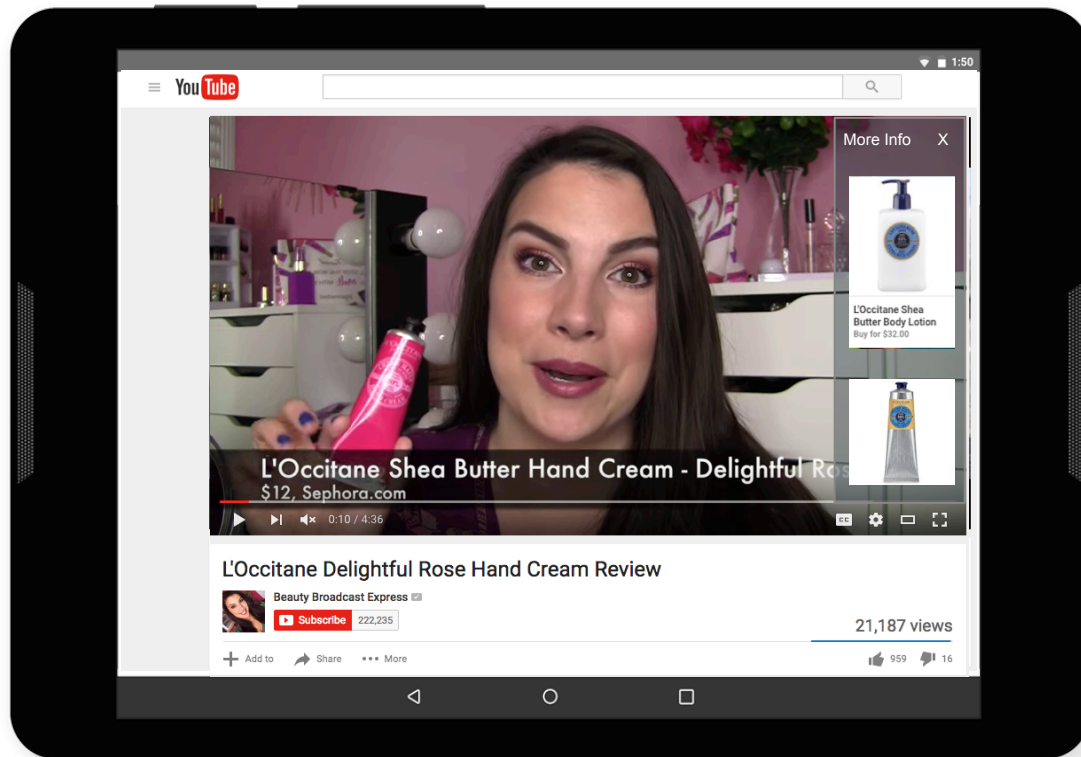 1:50
YouTube
More Info X
L'Occitane Shea
Butter Body Lotion
Buy for $32.00
L'Occitane Shea Butter Hand Cream - Delightful Ros
$12, Sephora.com
0:10 / 4:36
CC
L'Occitane Delightful Rose Hand Cream Review
Beauty Broadcast Express
Subscribe 222,235
21,187 views
Add to Share More 959 16